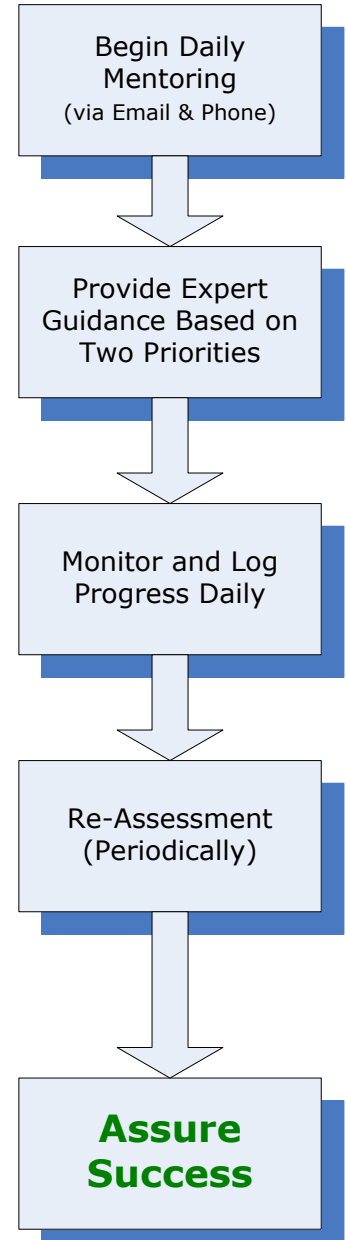 Begin Daily
Mentoring
(via Email & Phone)
Provide Expert
Guidance Based on
Two Priorities
Monitor and Log
Progress Daily
Re-Assessment
(Periodically)
Assure
Success